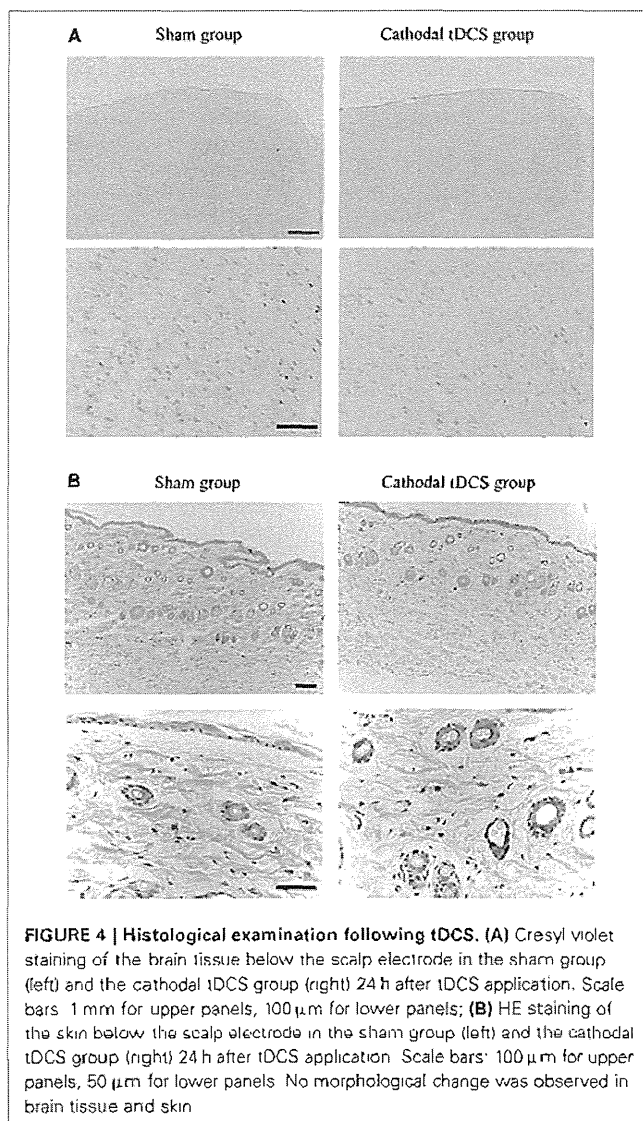 A Sham group Cathodal tDCS group
B Sham group Cathodal tDCS group
FIGURE 4 | Histological examination following tDCS. (A) Cresyl violet
staining of the brain tissue below the scalp electrode in the sham group
(left) and the cathodal tDCS group (right) 24 h after tDCS application. Scale
bars 1 mm for upper panels, 100 μm for lower panels; (B) HE staining of
the skin below the scalp electrode in the sham group (left) and the cathodal
tDCS group (right) 24 h after tDCS application Scale bars: 100 μm for upper
panels, 50 μm for lower panels No morphological change was observed in
brain tissue and skin